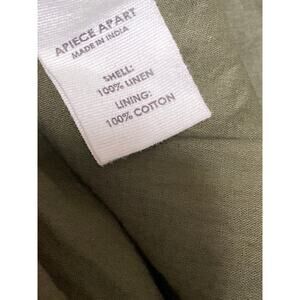 APIECE APART
MADE IN INDIA
SHELL:
100% LINEN
LINING:
100% COTTON